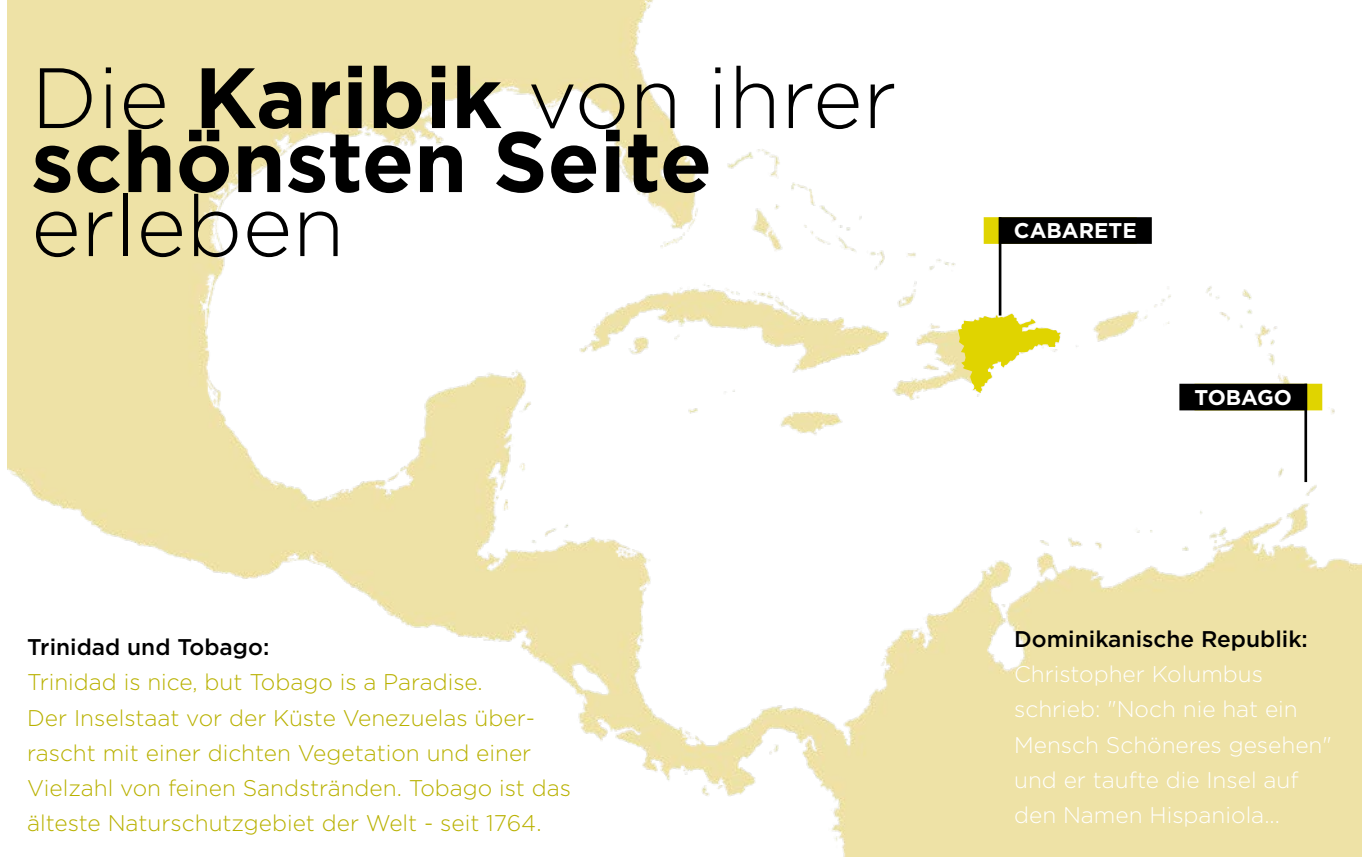 Die Karibik von ihrer
schönsten Seite
erleben
CABARETE
TOBAGO
Trinidad und Tobago:
Trinidad is nice, but Tobago is a Paradise.
Der Inselstaat vor der Küste Venezuelas über-
rascht mit einer dichten Vegetation und einer
Vielzahl von feinen Sandstränden. Tobago ist das
älteste Naturschutzgebiet der Welt - seit 1764.
Dominikanische Republik:
Christopher Kolumbus
schrieb: "Noch nie hat ein
Mensch Schöneres gesehen"
und er taufte die Insel auf
den Namen Hispaniola...